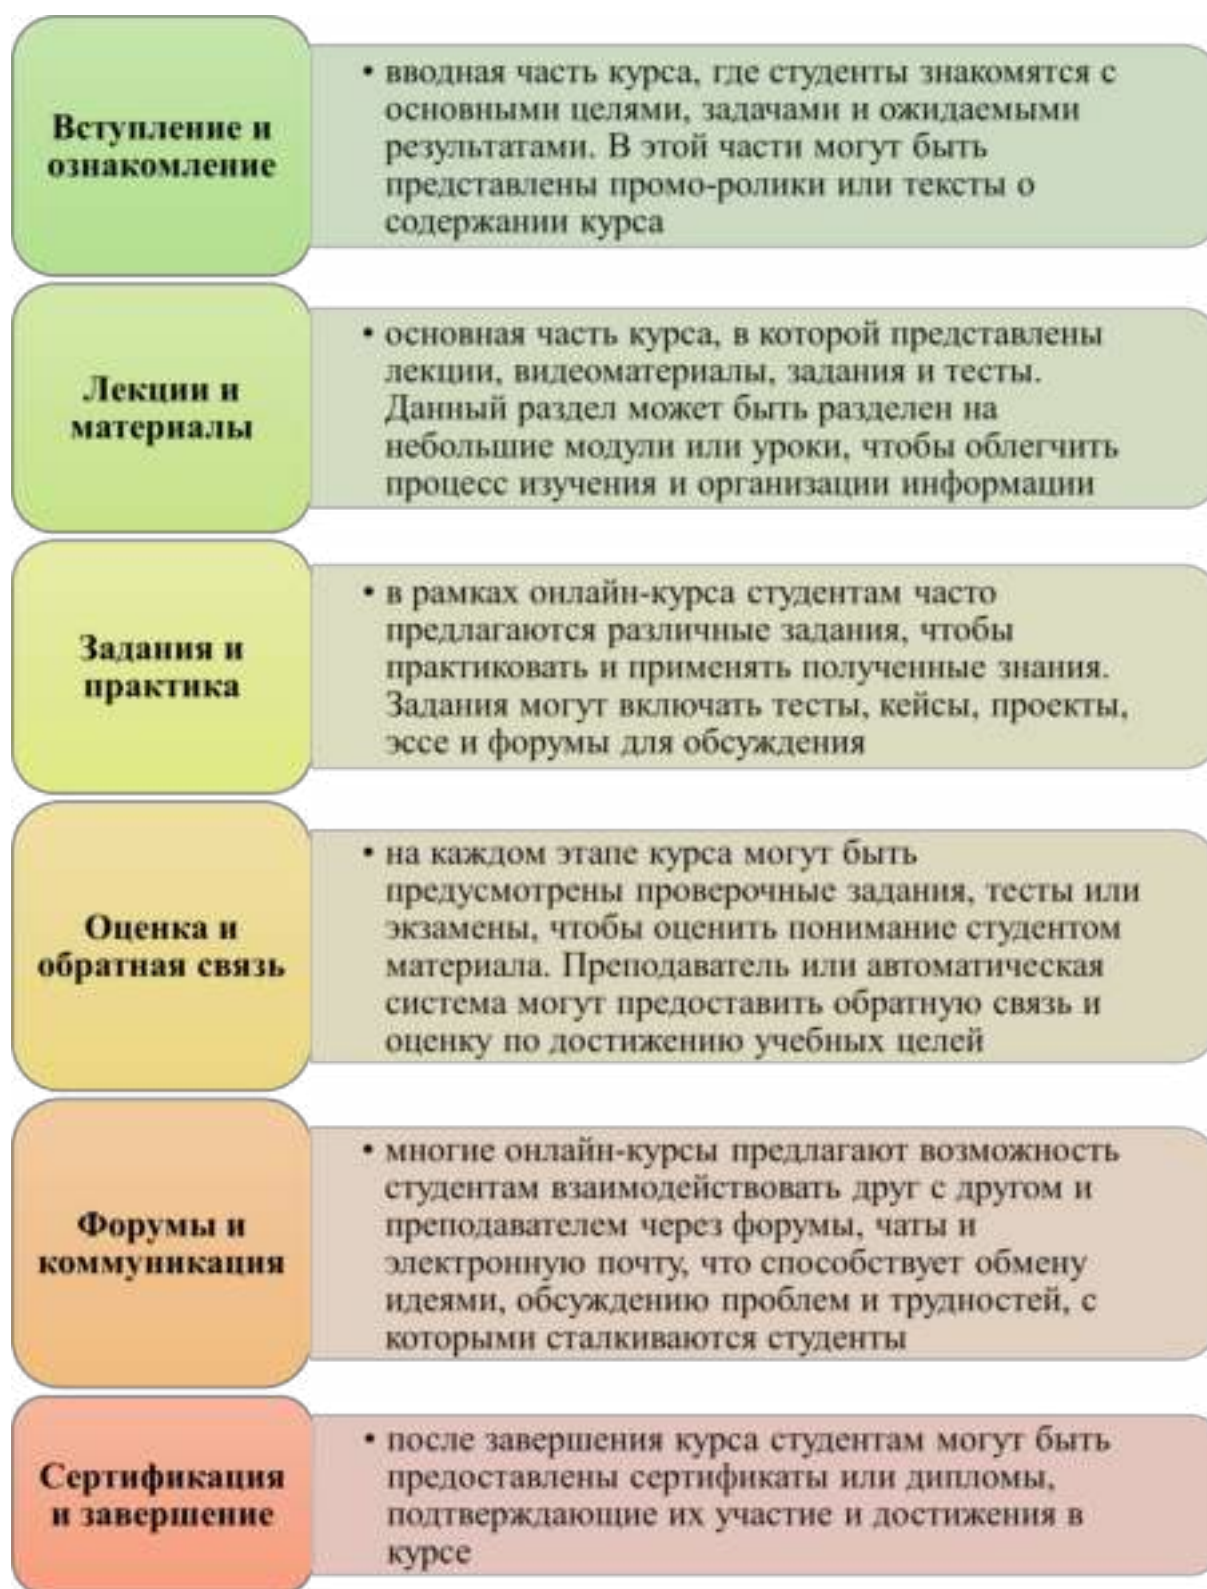 Вступление и
ознакомление
• вводная часть курса, где студенты знакомятся с
основными целями, задачами и ожидаемыми
результатами. В этой части могут быть
представлены промо-ролики или тексты о
содержании курса
Лекции и
материалы
• основная часть курса, в которой представлены
лекции, видеоматериалы, задания и тесты.
Данный раздел может быть разделен на
небольшие модули или уроки, чтобы облегчить
процесс изучения и организации информации
Задания и
практика
• в рамках онлайн-курса студентам часто
предлагаются различные задания, чтобы
практиковать и применять полученные знания.
Задания могут включать тесты, кейсы, проекты,
эссе и форумы для обсуждения
Оценка и
обратная связь
• на каждом этапе курса могут быть
предусмотрены проверочные задания, тесты или
экзамены, чтобы оценить понимание студентом
материала. Преподаватель или автоматическая
система могут предоставить обратную связь и
оценку по достижению учебных целей
Форумы и
коммуникация
• многие онлайн-курсы предлагают возможность
студентам взаимодействовать друг с другом и
преподавателем через форумы, чаты и
электронную почту, что способствует обмену
идеями, обсуждению проблем и трудностей, с
которыми сталкиваются студенты
Сертификация
и завершение
• после завершения курса студентам могут быть
предоставлены сертификаты или дипломы,
подтверждающие их участие и достижения в
курсе